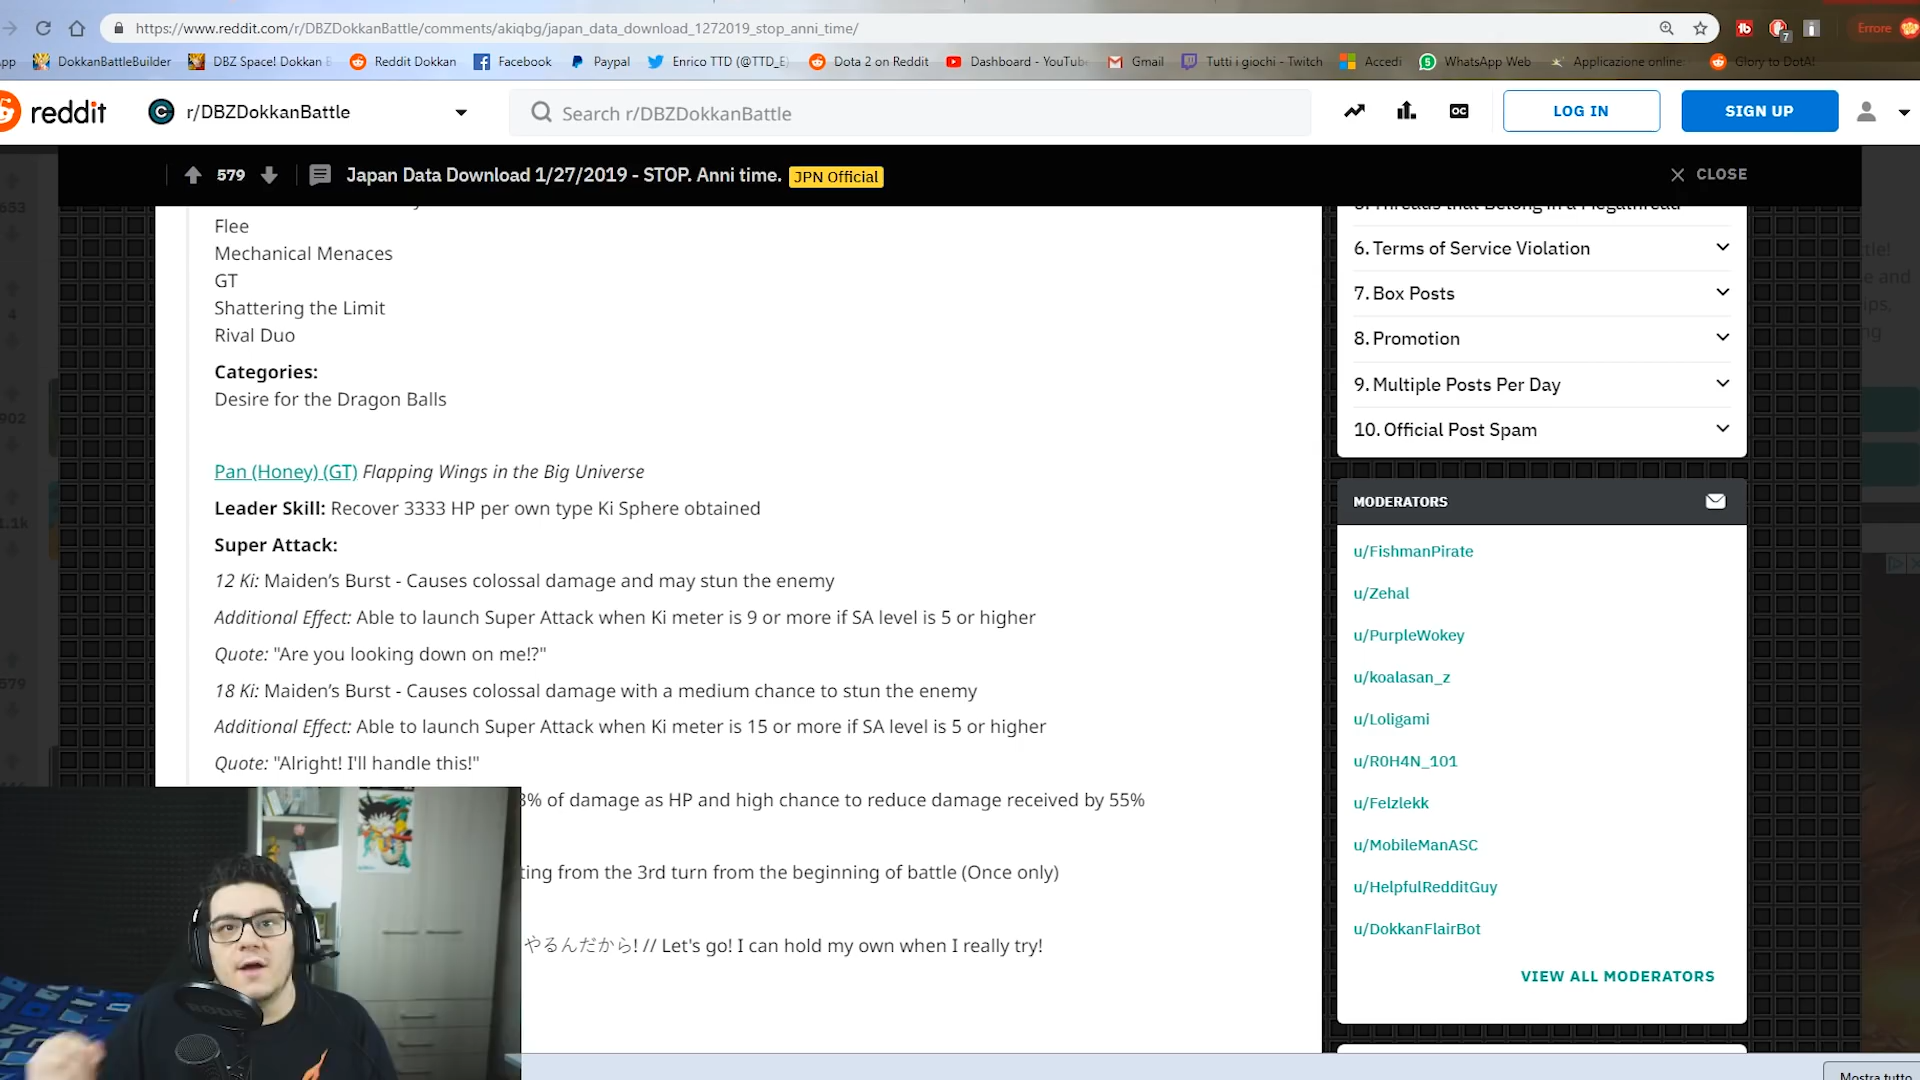 https://www.reddit.com/r/DBZDokkanBattle/comments/akiqbg/japan_data_download_1272019_stop_anni_time/
7
Errore
DokkanBattleBuilder
DBZ Space! Dokkan
Reddit Dokkan
Facebook
Paypal
Enrico TTD (@TTD_E)
Dota 2 on Reddit
Dashboard - YouTube
Gmail
Tutti i giochi - Twitch
Accedi
WhatsApp Web
Applicazione online
Glory to DotA!
reddit
r/DBZDokkanBattle
Search r/DBZDokkanBattle
LOG IN
SIGN UP
579
Japan Data Download 1/27/2019 - STOP. Anni time.
JPN Official
CLOSE
Flee
Mechanical Menaces
GT
Shattering the Limit
Rival Duo
Categories:
Desire for the Dragon Balls
Pan (Honey) (GT) Flapping Wings in the Big Universe
Leader Skill: Recover 3333 HP per own type Ki Sphere obtained
Super Attack:
12 Ki: Maiden’s Burst - Causes colossal damage and may stun the enemy
Additional Effect: Able to launch Super Attack when Ki meter is 9 or more if SA level is 5 or higher
Quote: "Are you looking down on me!?"
18 Ki: Maiden’s Burst - Causes colossal damage with a medium chance to stun the enemy
Additional Effect: Able to launch Super Attack when Ki meter is 15 or more if SA level is 5 or higher
Quote: "Alright! I'll handle this!"
% of damage as HP and high chance to reduce damage received by 55%
ting from the 3rd turn from the beginning of battle (Once only)
やるんだから! // Let's go! I can hold my own when I really try!
5. Threads that Belong in a Megathread
6. Terms of Service Violation
7. Box Posts
8. Promotion
9. Multiple Posts Per Day
10. Official Post Spam
MODERATORS
u/FishmanPirate
u/Zehal
u/PurpleWokey
u/koalasan_z
u/Loligami
u/R0H4N_101
u/Felzlekk
u/MobileManASC
u/HelpfulRedditGuy
u/DokkanFlairBot
VIEW ALL MODERATORS
Mostra tutto